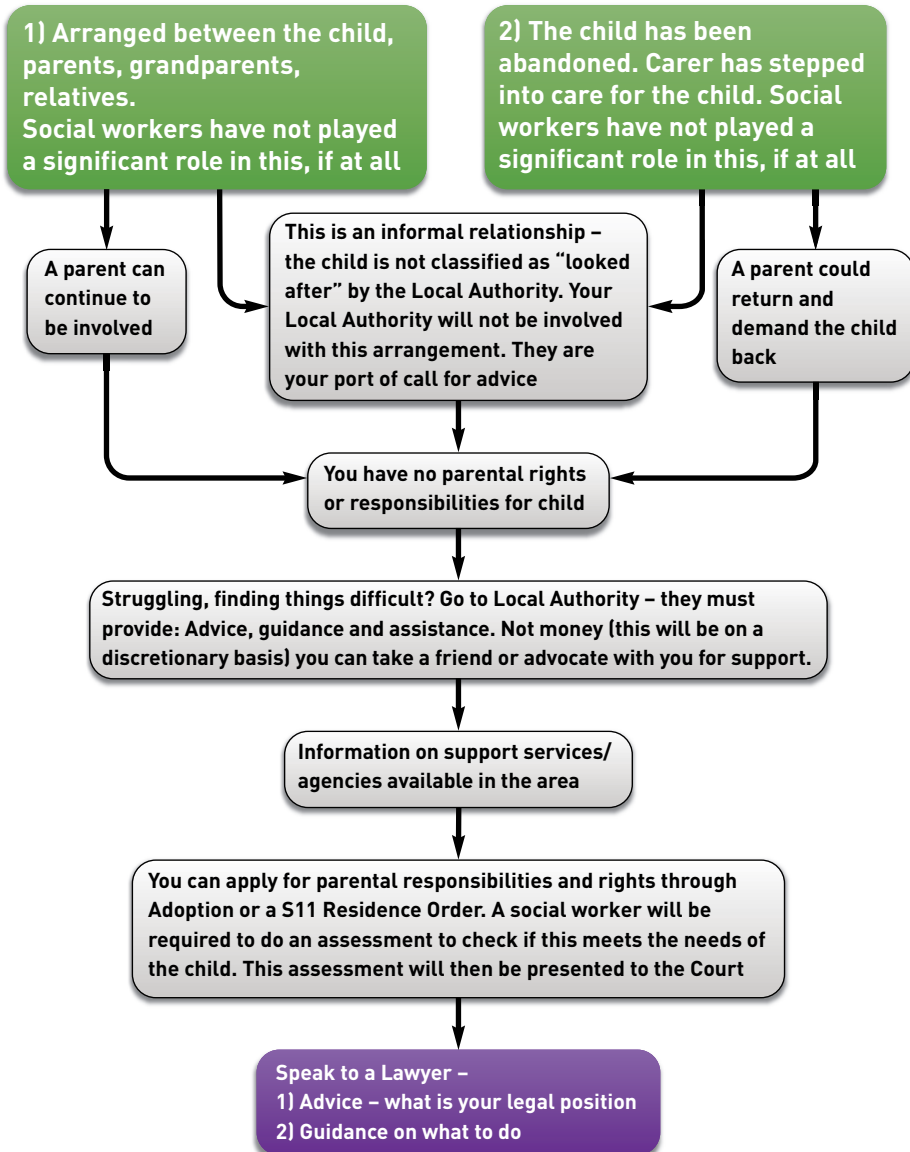 1) Arranged between the child,
parents, grandparents,
relatives.
Social workers have not played
a significant role in this, if at all
2) The child has been
abandoned. Carer has stepped
into care for the child. Social
workers have not played a
significant role in this, if at all
A parent can
continue to
be involved
This is an informal relationship –
the child is not classified as “looked
after” by the Local Authority. Your
Local Authority will not be involved
with this arrangement. They are
your port of call for advice
A parent could
return and
demand the child
back
You have no parental rights
or responsibilities for child
Struggling, finding things difficult? Go to Local Authority – they must
provide: Advice, guidance and assistance. Not money (this will be on a
discretionary basis) you can take a friend or advocate with you for support.
Information on support services/
agencies available in the area
You can apply for parental responsibilities and rights through
Adoption or a S11 Residence Order. A social worker will be
required to do an assessment to check if this meets the needs of
the child. This assessment will then be presented to the Court
Speak to a Lawyer –
1) Advice – what is your legal position
2) Guidance on what to do